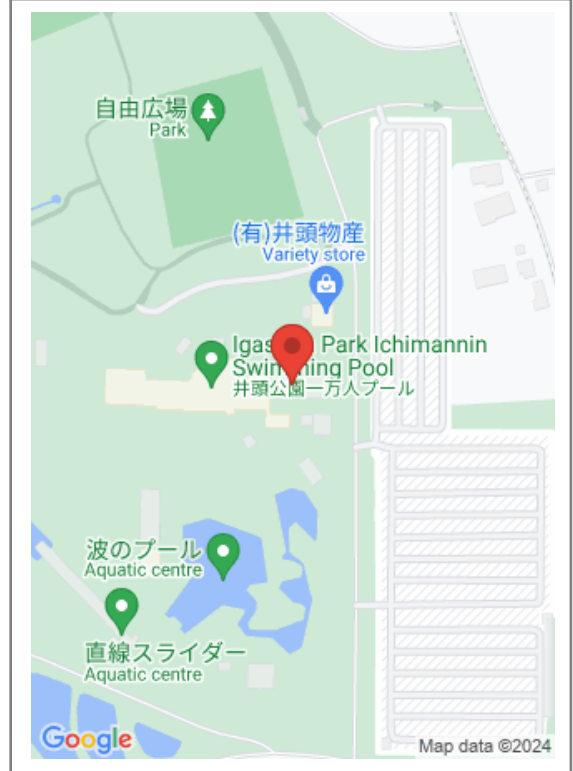 自由広場
Park
(有)井頭物産
Variety store
Park Ichimannin
Pool
井頭公園一万人プール
波のプール
Aquatic centre
直線スライダー
Aquatic centre
Google
Map data ©2024